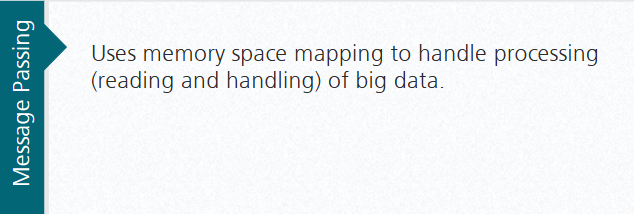 Message Passing
Uses memory space mapping to handle processing
(reading and handling) of big data.